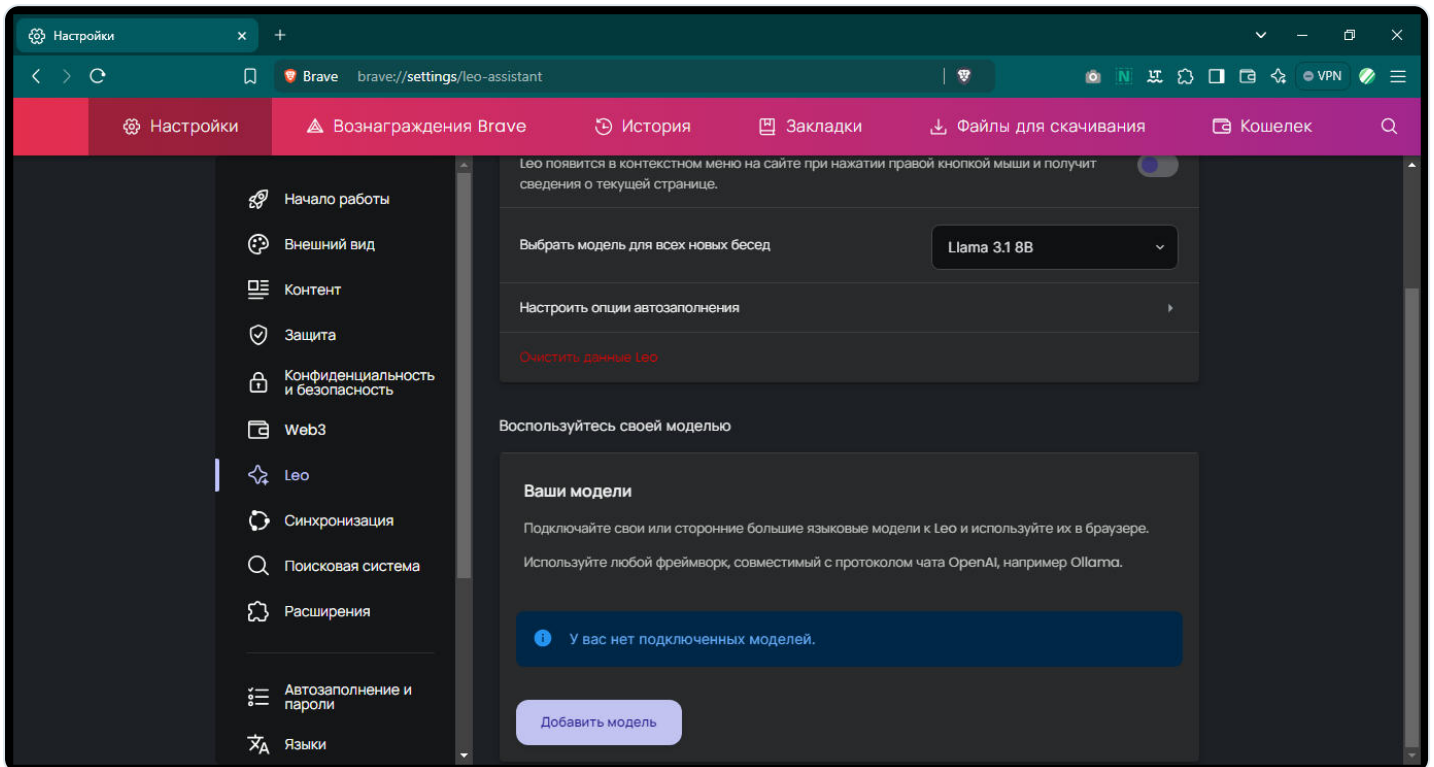 Настройки
Brave brave://settings/leo-assistant
VPN
Настройки
Вознаграждения Brave
История
Закладки
Файлы для скачивания
Кошелек
Начало работы
Внешний вид
Контент
Защита
Конфиденциальность
и безопасность
Web3
Leo
Синхронизация
Поисковая система
Расширения
Автозаполнение и
пароли
Языки
Leo появится в контекстном меню на сайте при нажатии правой кнопкой мыши и получит
сведения о текущей странице.
Выбрать модель для всех новых бесед
Llama 3.1 8B
Настроить опции автозаполнения
Очистить данные Leo
Воспользуйтесь своей моделью
Ваши модели
Подключайте свои или сторонние большие языковые модели к Leo и используйте их в браузере.
Используйте любой фреймворк, совместимый с протоколом чата OpenAI, например Ollama.
У вас нет подключенных моделей.
Добавить модель